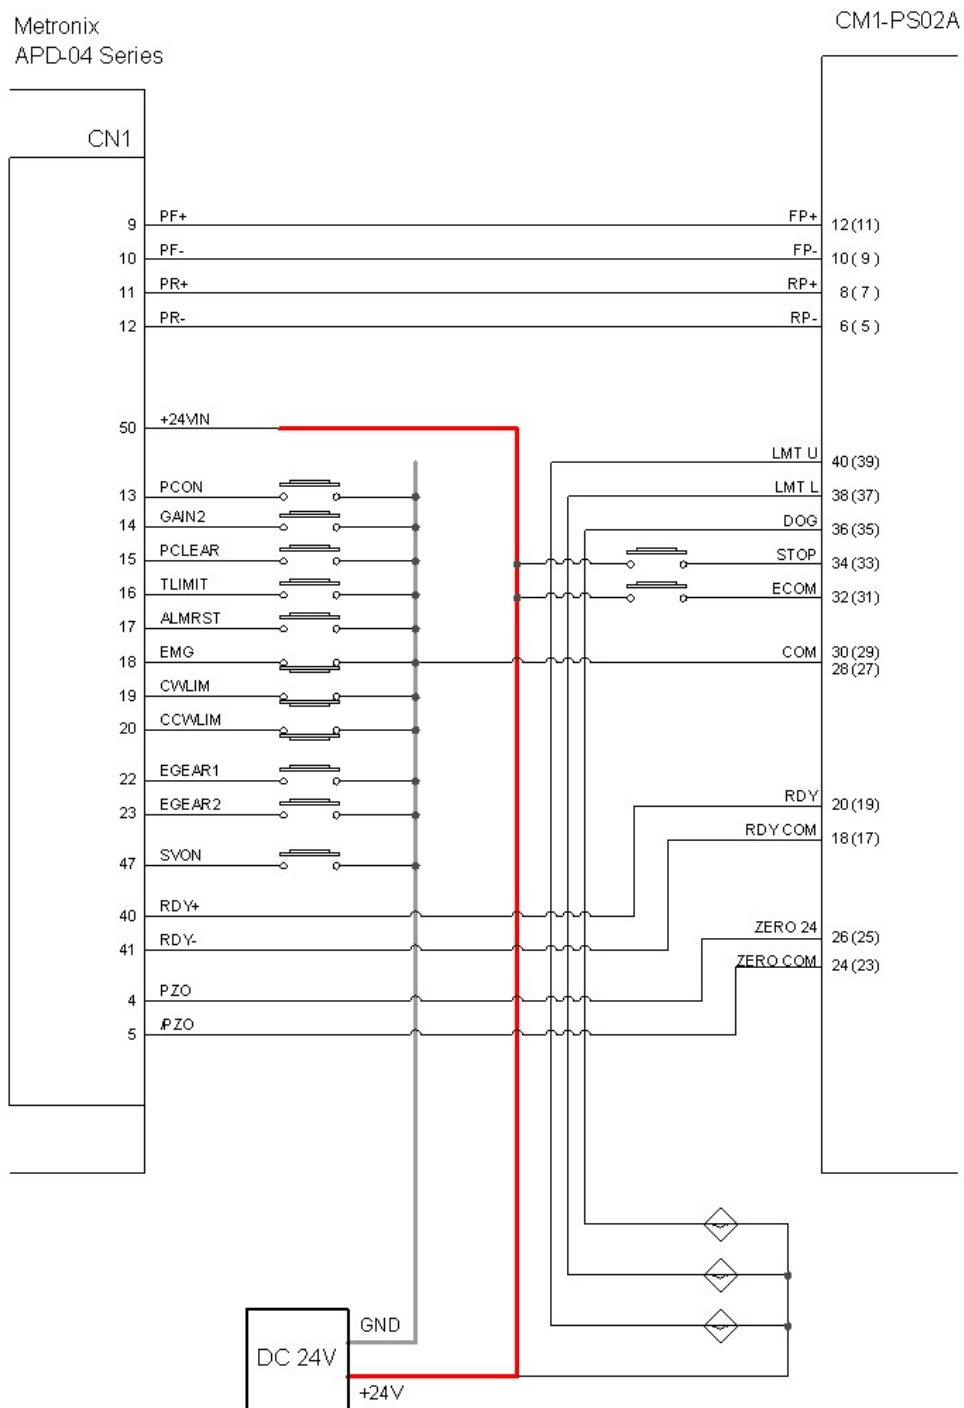 Metronix
APD-04 Series
CM1-PS02A
CN1
9 PF+ FP+ 12(11)
10 PF- FP- 10(9)
11 PR+ RP+ 8(7)
12 PR- RP- 6(5)
50 +24VIN
LMT U 40(39)
13 PCON LMT L 38(37)
14 GAIN2 DOG 36(35)
15 PCLEAR STOP 34(33)
16 TLIMIT ECOM 32(31)
17 ALMRST
18 EMG COM 30(29)
28(27)
19 CWLIM
20 CCWLIM
22 EGEAR1
23 EGEAR2 RDY 20(19)
RDY COM 18(17)
47 SVON
40 RDY+
41 RDY- ZERO 24 26(25)
ZERO COM 24(23)
4 PZO
5 /PZO
GND
DC 24V
+24V